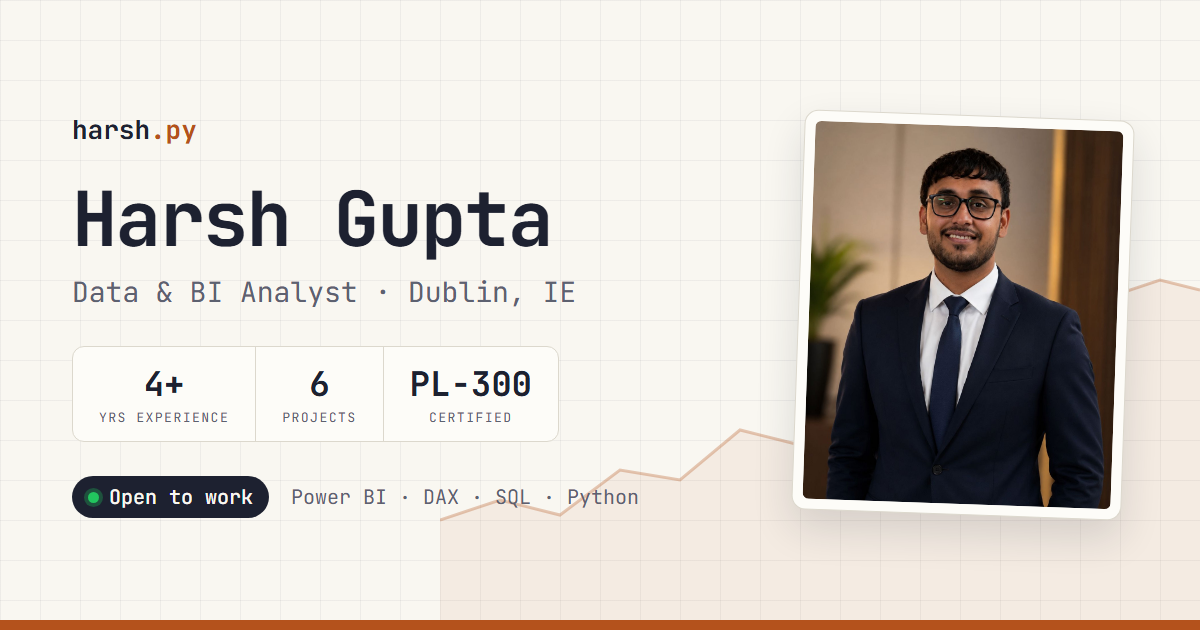 harsh.py
Harsh Gupta
Data & BI Analyst · Dublin, IE
4+ 6 PL-300
YRS EXPERIENCE PROJECTS CERTIFIED
Open to work Power BI · DAX · SQL · Python